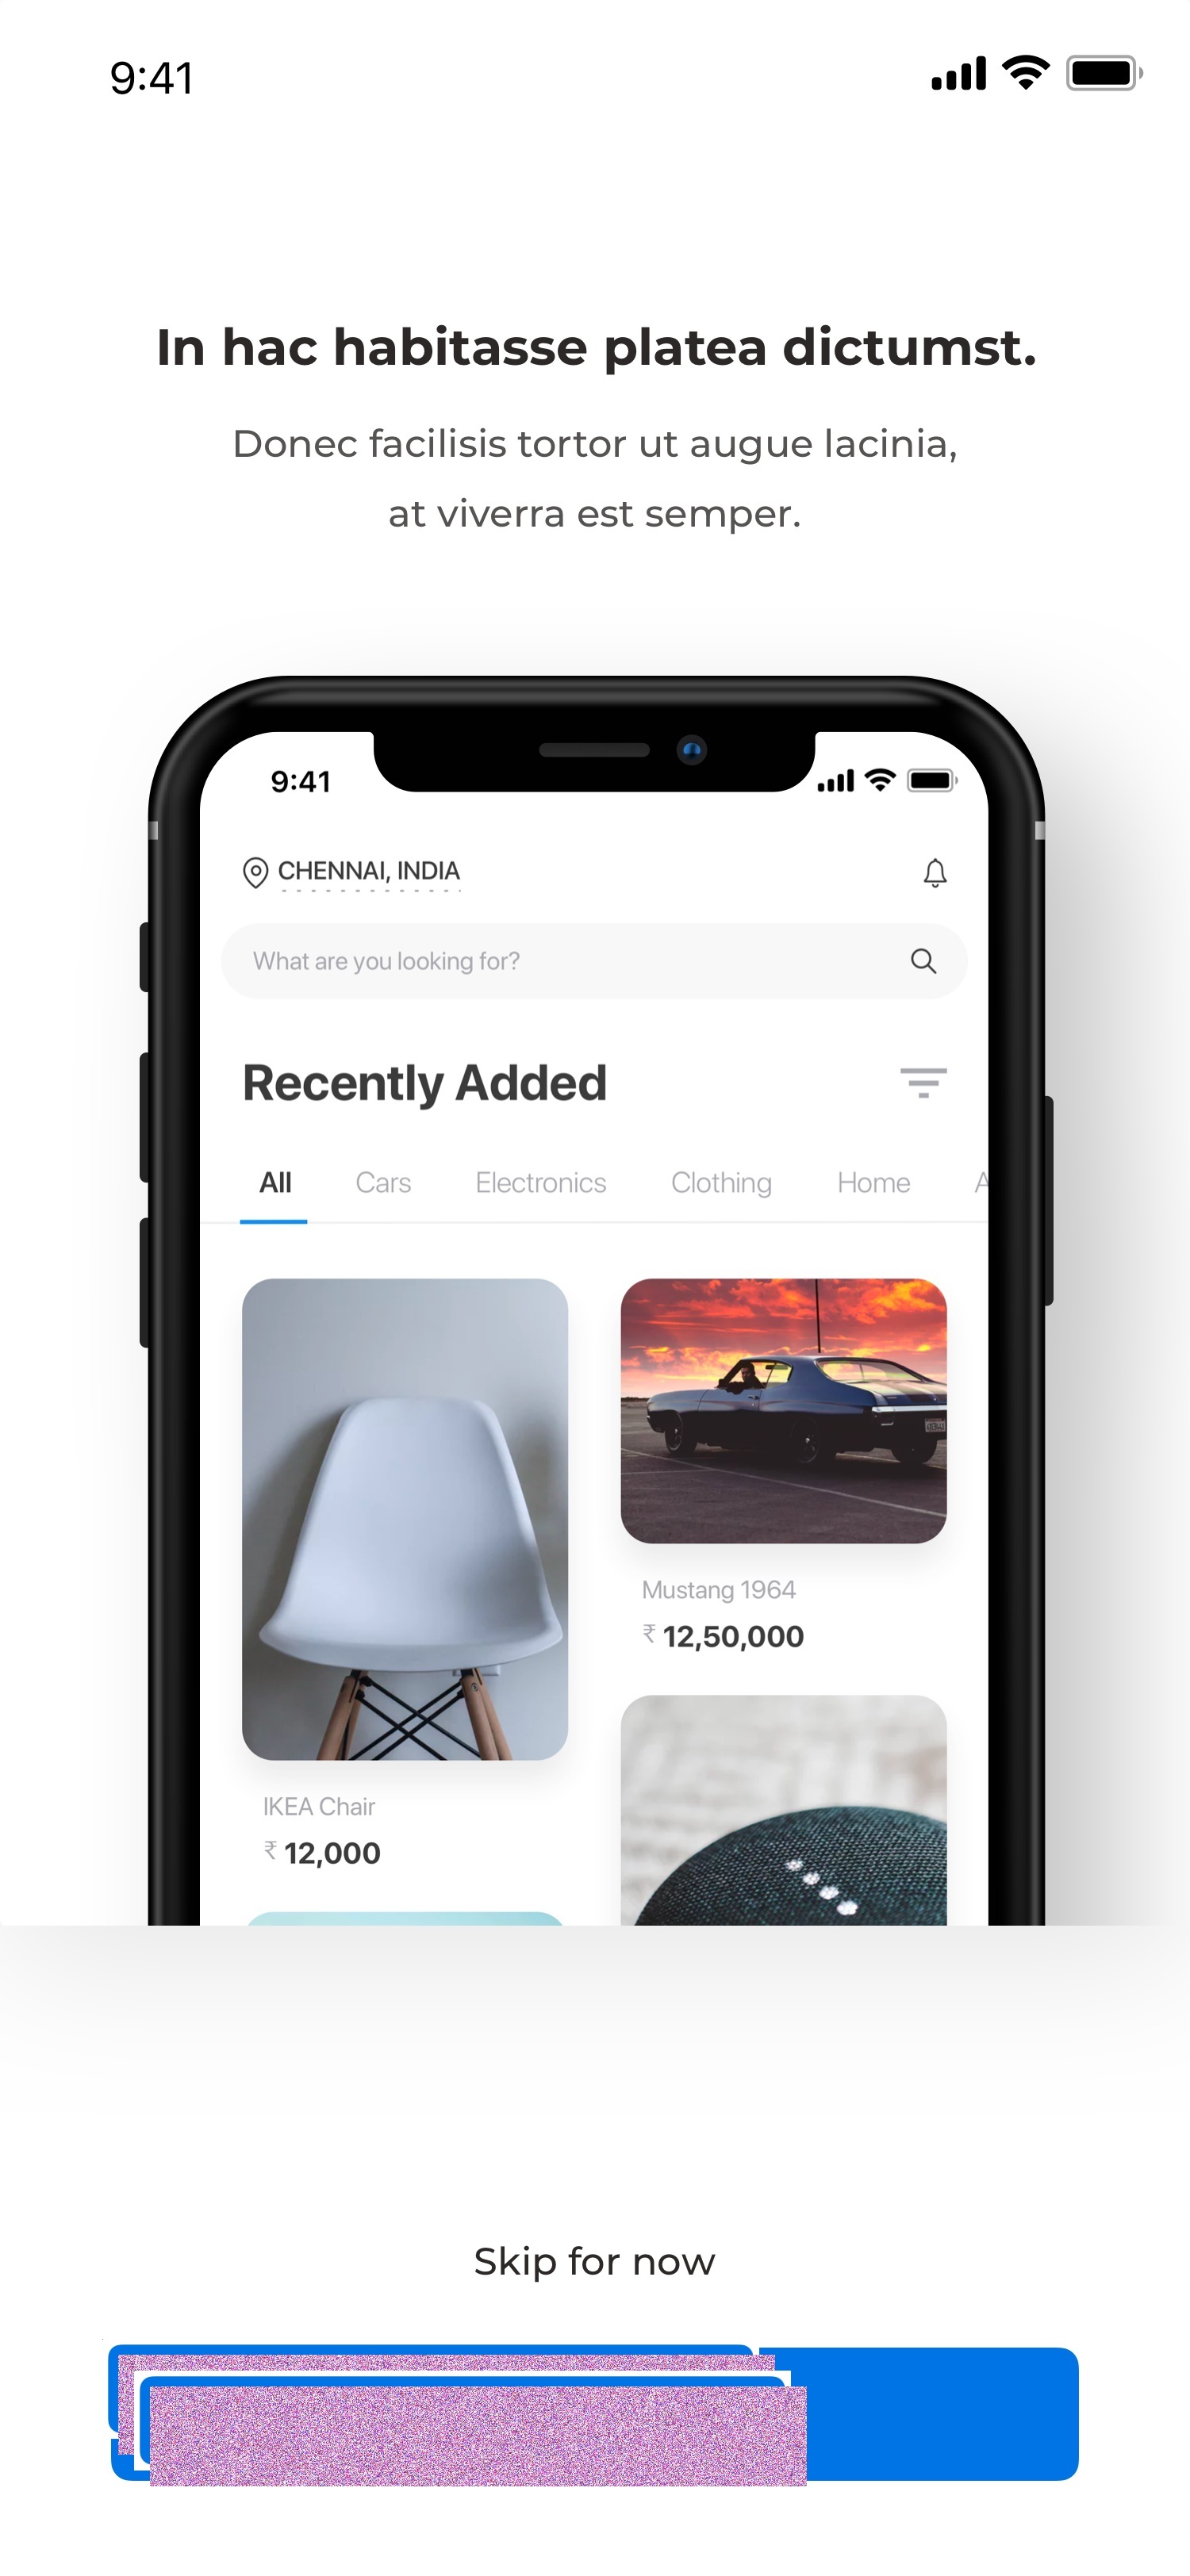 9:41
In hac habitasse platea dictumst.
Donec facilisis tortor ut augue lacinia,
at viverra est semper.
9:41
CHENNAI, INDIA
What are you looking for?
Recently Added
All Cars Electronics Clothing Home A
Mustang 1964
₹ 12,50,000
IKEA Chair
₹ 12,000
Skip for now